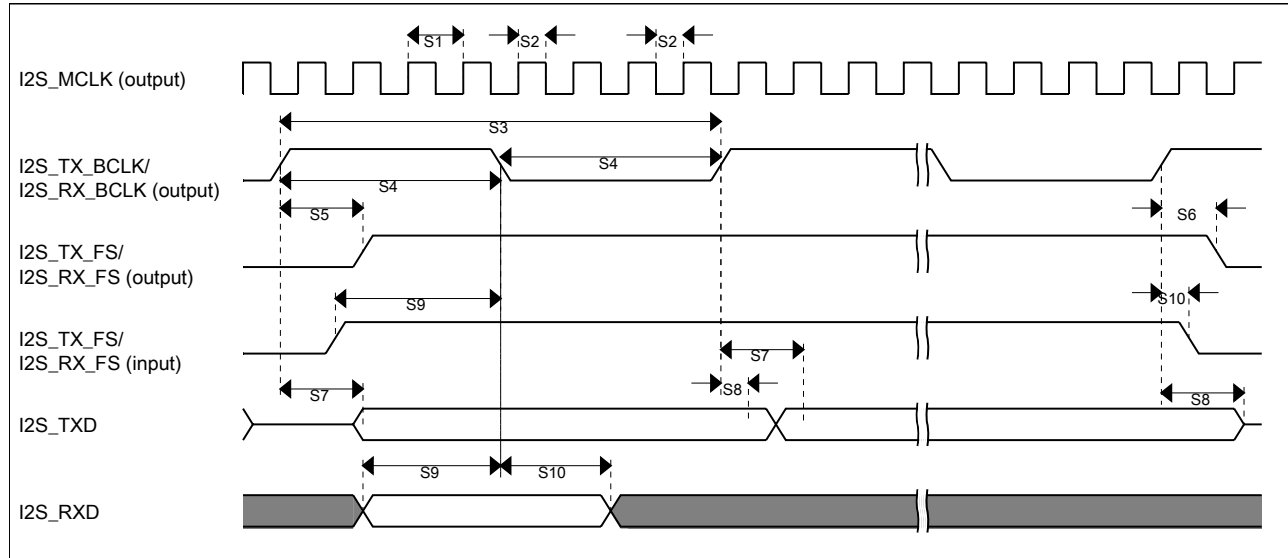 S1
S2
S2
I2S_MCLK (output)
S3
I2S_TX_BCLK/
I2S_RX_BCLK (output)
S4
S4
S5
S6
I2S_TX_FS/
I2S_RX_FS (output)
S9
S10
I2S_TX_FS/
I2S_RX_FS (input)
S7
S7
S8
S8
I2S_TXD
S9
S10
I2S_RXD